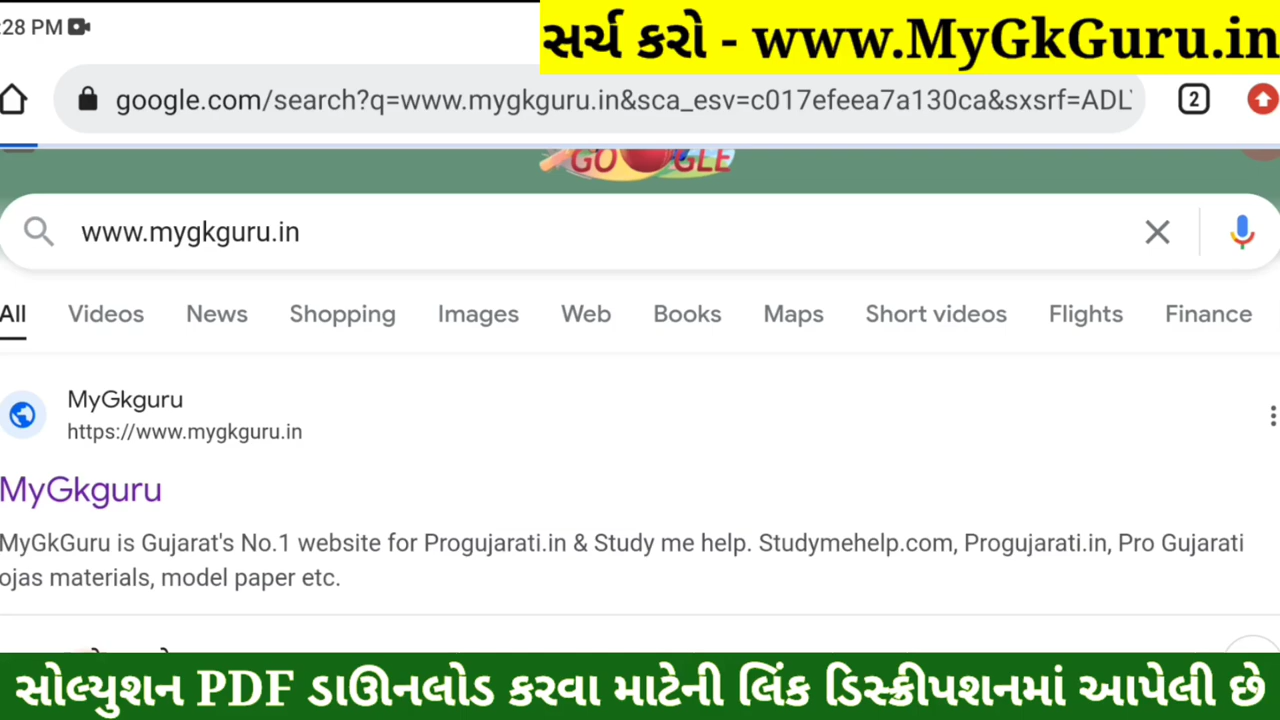 :28 PM
સર્ચ કરો - www.MyGkGuru.in
google.com/search?q=www.mygkguru.in&sca_esv=c017efeea7a130ca&sxsrf=ADL
2
GOOGLE
www.mygkguru.in
All Videos News Shopping Images Web Books Maps Short videos Flights Finance
MyGkguru
https://www.mygkguru.in
MyGkguru
MyGkGuru is Gujarat's No.1 website for Progujarati.in & Study me help. Studymehelp.com, Progujarati.in, Pro Gujarati
ojas materials, model paper etc.
સોલ્યુશન PDF ડાઊનલોડ કરવા માટેની લિંક ડિસ્ક્રીપશનમાં આપેલી છે